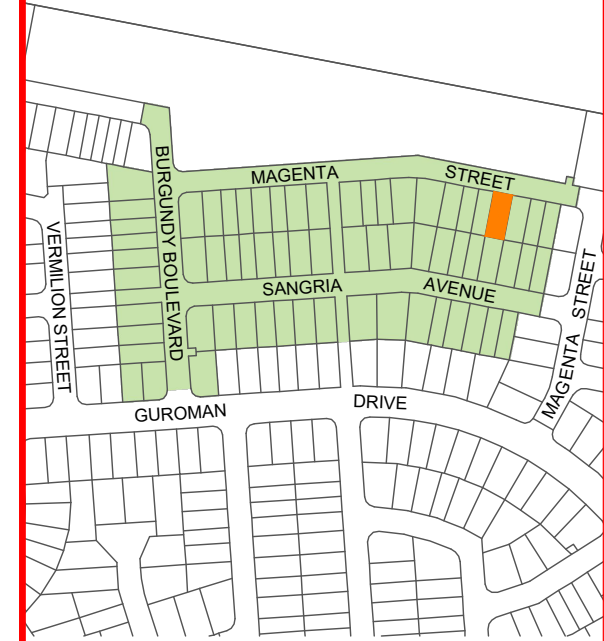 MAGENTA STREET
BURGUNDY BOULEVARD
VERMILION STREET
SANGRIA AVENUE
MAGENTA STREET
GUROMAN DRIVE